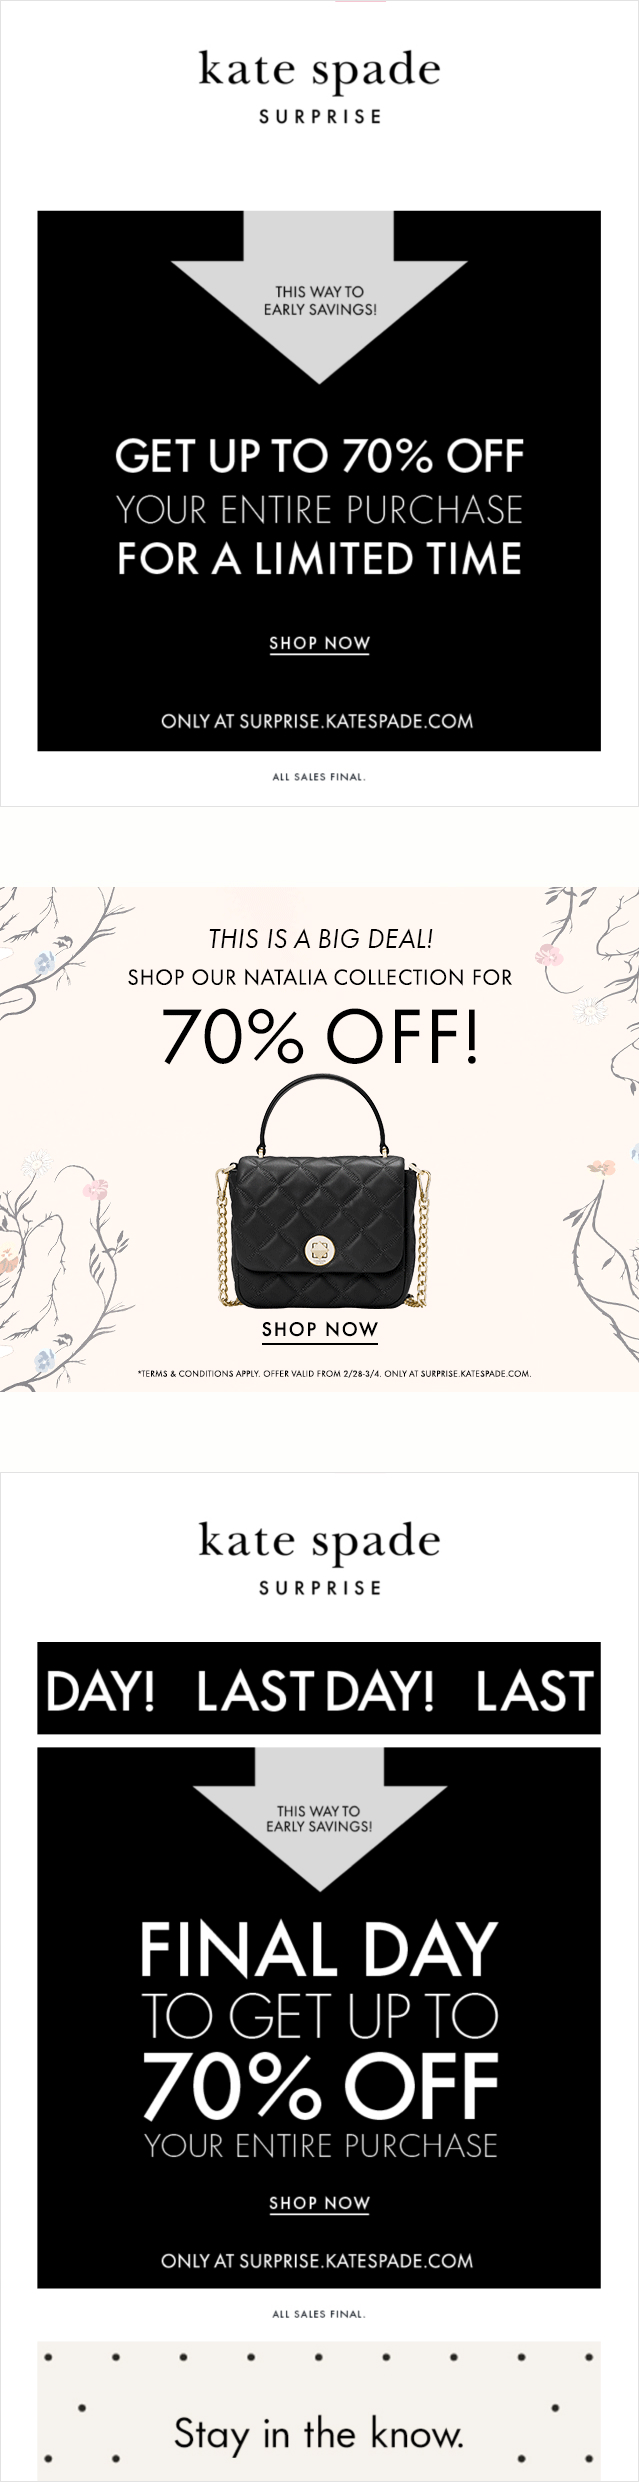 kate spade
SURPRISE
THIS WAY TO
EARLY SAVINGS!
GET UP TO 70% OFF
YOUR ENTIRE PURCHASE
FOR A LIMITED TIME
SHOP NOW
ONLY AT SURPRISE.KATESPADE.COM
ALL SALES FINAL.
THIS IS A BIG DEAL!
SHOP OUR NATALIA COLLECTION FOR
70% OFF!
SHOP NOW
*TERMS & CONDITIONS APPLY. OFFER VALID FROM 2/28-3/4. ONLY AT SURPRISE.KATESPADE.COM.
kate spade
SURPRISE
DAY! LAST DAY! LAST
THIS WAY TO
EARLY SAVINGS!
FINAL DAY
TO GET UP TO
70% OFF
YOUR ENTIRE PURCHASE
SHOP NOW
ONLY AT SURPRISE.KATESPADE.COM
ALL SALES FINAL.
Stay in the know.